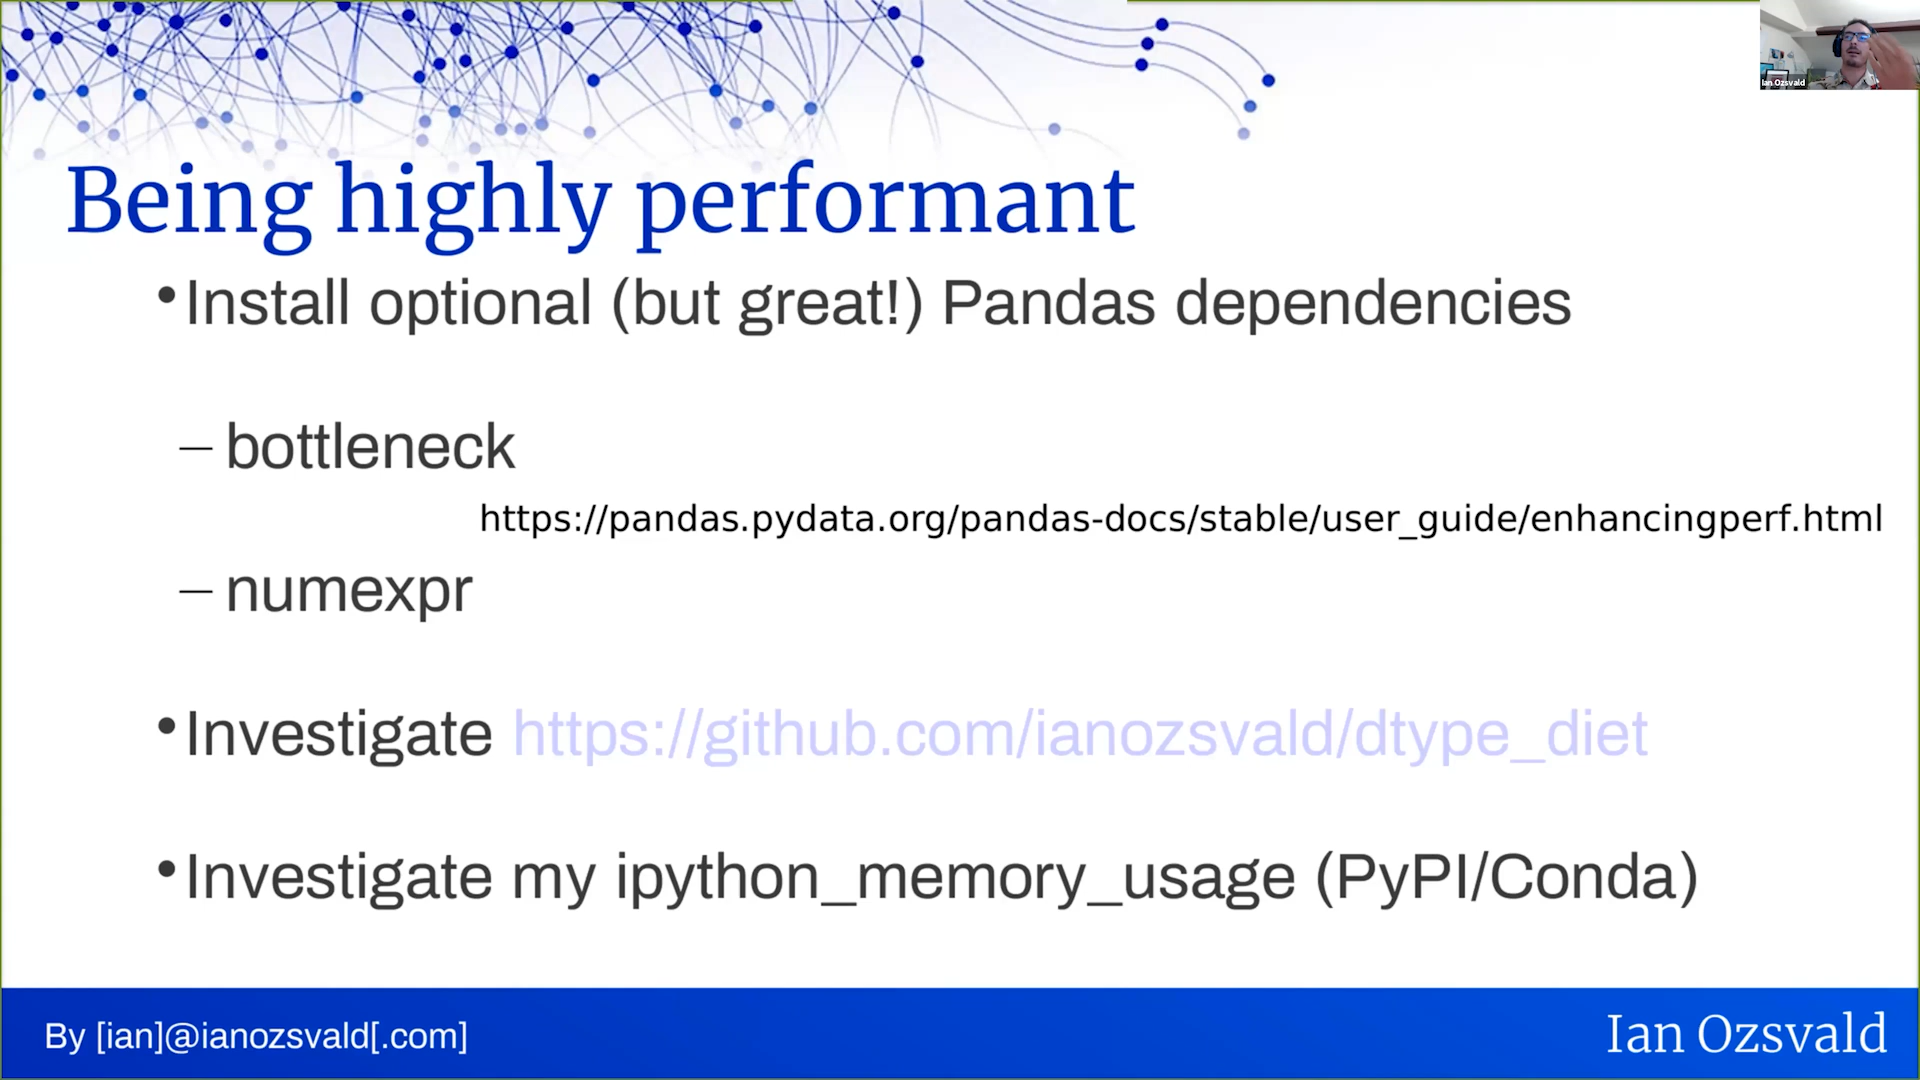 Ian Ozsvald
Being highly performant
•Install optional (but great!) Pandas dependencies
– bottleneck
https://pandas.pydata.org/pandas-docs/stable/user_guide/enhancingperf.html
– numexpr
•Investigate https://github.com/ianozsvald/dtype_diet
•Investigate my ipython_memory_usage (PyPI/Conda)
By [ian]@ianozsvald[.com]
Ian Ozsvald